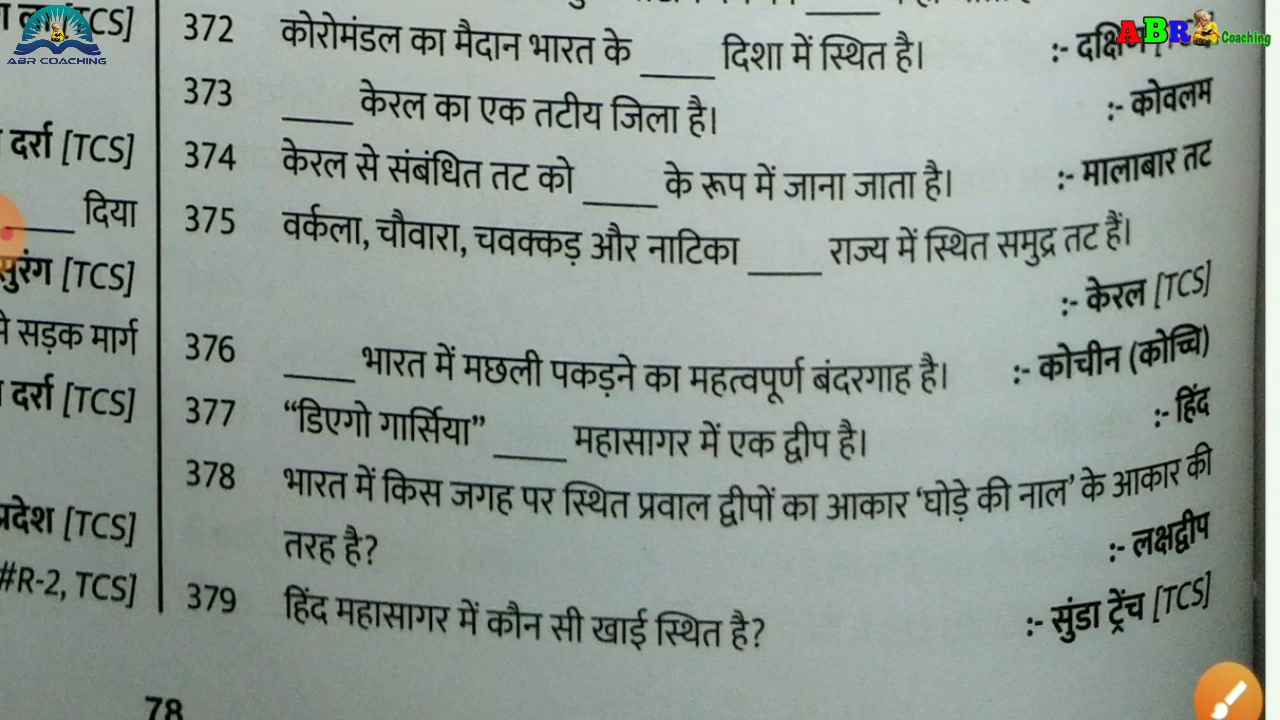 [TCS]
ABR COACHING
ABR Coaching
दर्रा [TCS]
____ दिया
सुरंग [TCS]
सड़क मार्ग
दर्रा [TCS]
प्रदेश [TCS]
#R-2, TCS]
372 कोरोमंडल का मैदान भारत के ____ दिशा में स्थित है। :-
373 ____ केरल का एक तटीय जिला है। :- कोवलम
374 केरल से संबंधित तट को ____ के रूप में जाना जाता है। :- मालाबार तट
375 वर्कला, चौवारा, चवक्कड़ और नाटिका ____ राज्य में स्थित समुद्र तट हैं।
:- केरल [TCS]
376 ____ भारत में मछली पकड़ने का महत्वपूर्ण बंदरगाह है। :- कोचीन (कोच्चि)
377 “डिएगो गार्सिया” ____ महासागर में एक द्वीप है। :- हिंद
378 भारत में किस जगह पर स्थित प्रवाल द्वीपों का आकार ‘घोड़े की नाल’ के आकार की
तरह है? :- लक्षद्वीप
379 हिंद महासागर में कौन सी खाई स्थित है? :- सुंडा ट्रेंच [TCS]
78